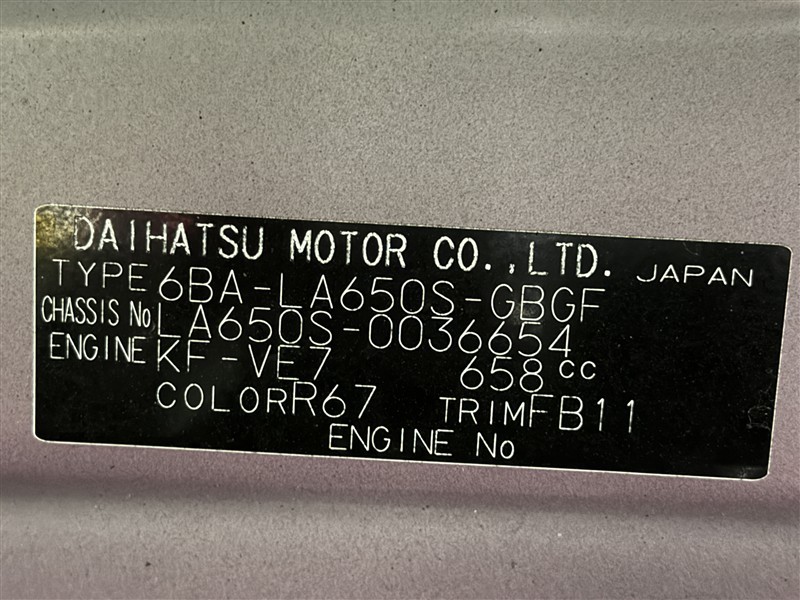 DAIHATSU MOTOR CO.,LTD. JAPAN
TYPE 6BA-LA650S-GBGF
CHASSIS No LA650S-0036654
ENGINE KF-VE7 658cc
COLOR R67 TRIM FB11
ENGINE No